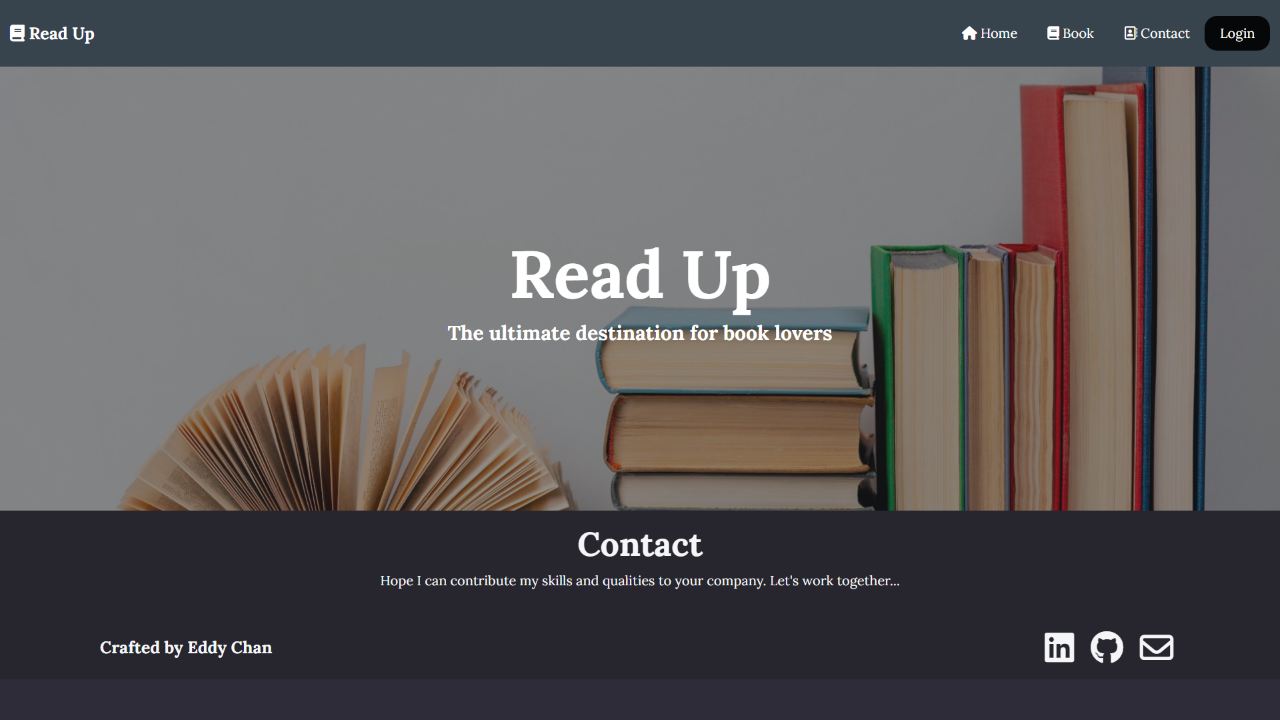 Read Up
Home
Book
Contact
Login
Read Up
The ultimate destination for book lovers
Contact
Hope I can contribute my skills and qualities to your company. Let's work together...
Crafted by Eddy Chan
in